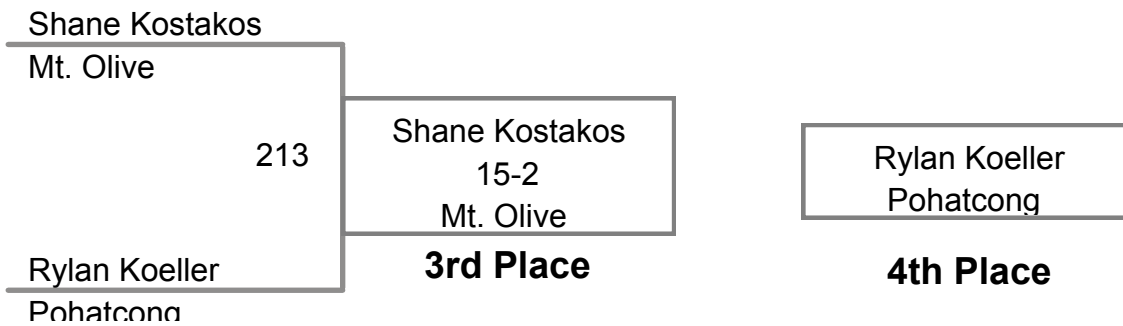 Shane Kostakos
Mt. Olive
213
Rylan Koeller
Pohatcong
Shane Kostakos
15-2
Mt. Olive
3rd Place
Rylan Koeller
Pohatcong
4th Place